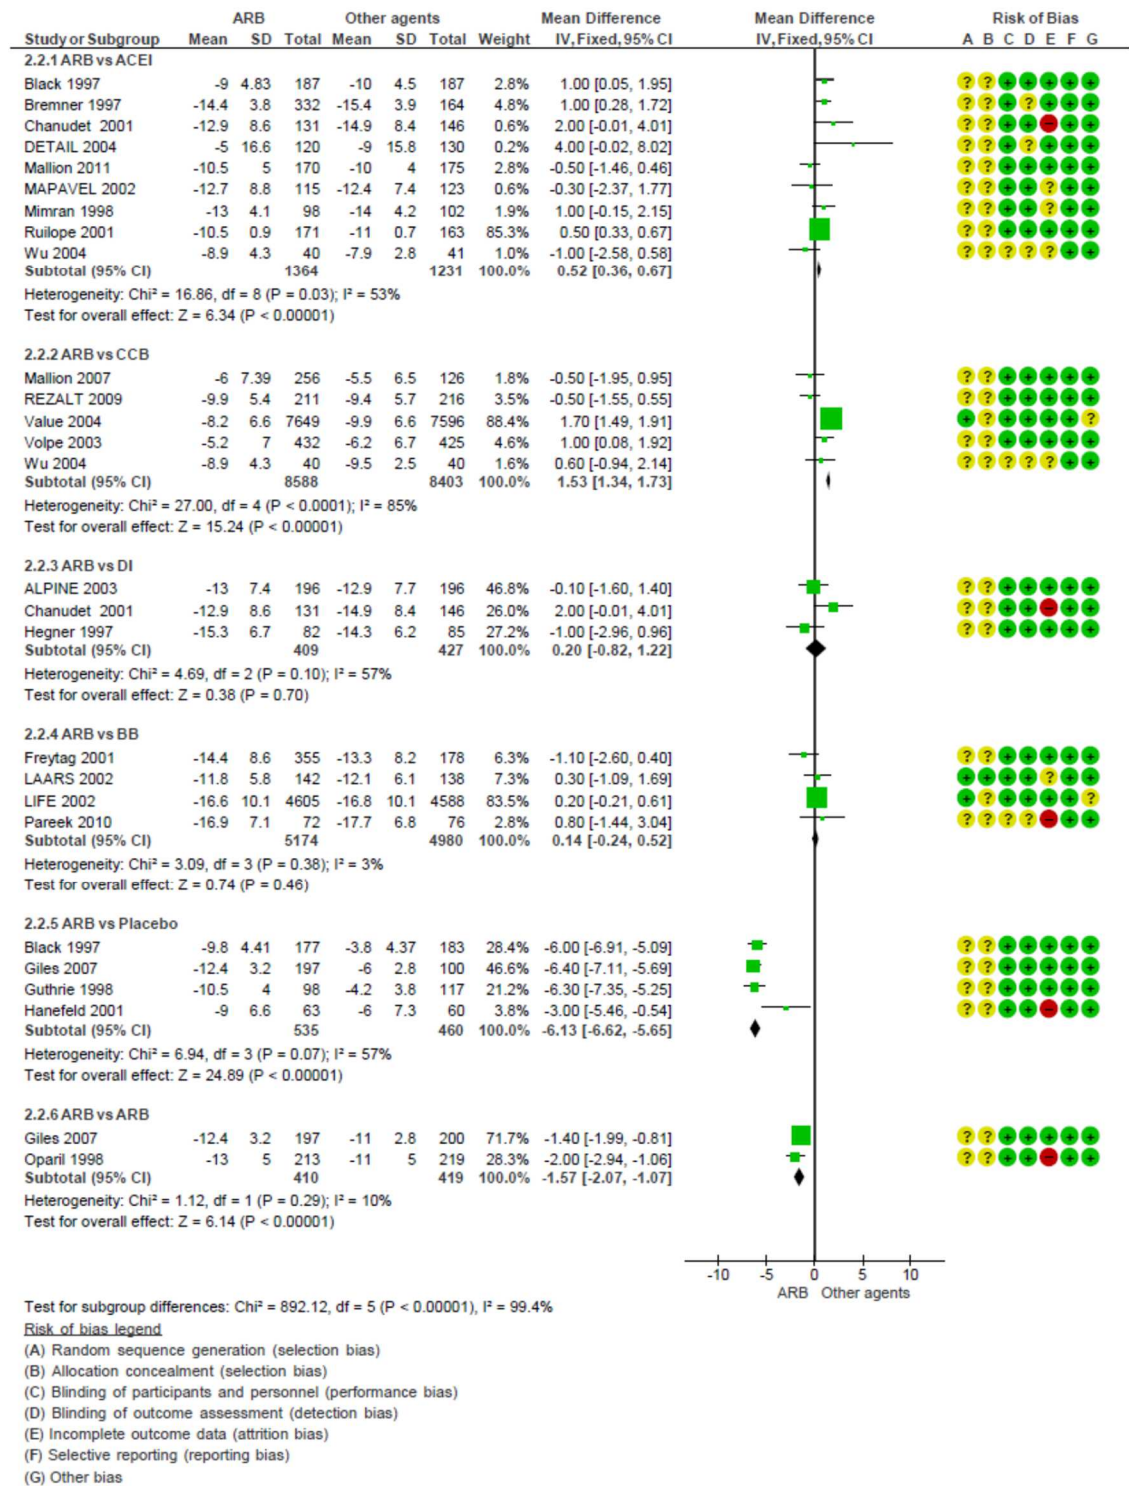 ARB Other agents Mean Difference Mean Difference Risk of Bias
Study or Subgroup Mean SD Total Mean SD Total Weight IV, Fixed, 95% CI IV, Fixed, 95% CI A B C D E F G
2.2.1 ARB vs ACEI
Black 1997 -9 4.83 187 -10 4.5 187 2.8% 1.00 [0.05, 1.95] ? ? + + + + +
Bremner 1997 -14.4 3.8 332 -15.4 3.9 164 4.8% 1.00 [0.28, 1.72] ? ? + ? + + +
Chanudet 2001 -12.9 8.6 131 -14.9 8.4 146 0.6% 2.00 [-0.01, 4.01] ? ? + + - + +
DETAIL 2004 -5 16.6 120 -9 15.8 130 0.2% 4.00 [-0.02, 8.02] ? ? + ? + + +
Mallion 2011 -10.5 5 170 -10 4 175 2.8% -0.50 [-1.46, 0.46] ? ? + + + + +
MAPAVEL 2002 -12.7 8.8 115 -12.4 7.4 123 0.6% -0.30 [-2.37, 1.77] ? ? + + ? + +
Mimran 1998 -13 4.1 98 -14 4.2 102 1.9% 1.00 [-0.15, 2.15] ? ? + + ? + +
Ruilope 2001 -10.5 0.9 171 -11 0.7 163 85.3% 0.50 [0.33, 0.67] ? ? + + + + +
Wu 2004 -8.9 4.3 40 -7.9 2.8 41 1.0% -1.00 [-2.58, 0.58] ? ? ? ? ? + +
Subtotal (95% CI) 1364 1231 100.0% 0.52 [0.36, 0.67]
Heterogeneity: Chi² = 16.86, df = 8 (P = 0.03); I² = 53%
Test for overall effect: Z = 6.34 (P < 0.00001)
2.2.2 ARB vs CCB
Mallion 2007 -6 7.39 256 -5.5 6.5 126 1.8% -0.50 [-1.95, 0.95] ? ? + + + + +
REZALT 2009 -9.9 5.4 211 -9.4 5.7 216 3.5% -0.50 [-1.55, 0.55] ? ? + + + + +
Value 2004 -8.2 6.6 7649 -9.9 6.6 7596 88.4% 1.70 [1.49, 1.91] + ? + + + + ?
Volpe 2003 -5.2 7 432 -6.2 6.7 425 4.6% 1.00 [0.08, 1.92] ? ? + + + + +
Wu 2004 -8.9 4.3 40 -9.5 2.5 40 1.6% 0.60 [-0.94, 2.14] ? ? ? ? ? + +
Subtotal (95% CI) 8588 8403 100.0% 1.53 [1.34, 1.73]
Heterogeneity: Chi² = 27.00, df = 4 (P < 0.0001); I² = 85%
Test for overall effect: Z = 15.24 (P < 0.00001)
2.2.3 ARB vs DI
ALPINE 2003 -13 7.4 196 -12.9 7.7 196 46.8% -0.10 [-1.60, 1.40] ? ? + + + + +
Chanudet 2001 -12.9 8.6 131 -14.9 8.4 146 26.0% 2.00 [-0.01, 4.01] ? ? + + - + +
Hegner 1997 -15.3 6.7 82 -14.3 6.2 85 27.2% -1.00 [-2.96, 0.96] ? ? + + + + +
Subtotal (95% CI) 409 427 100.0% 0.20 [-0.82, 1.22]
Heterogeneity: Chi² = 4.69, df = 2 (P = 0.10); I² = 57%
Test for overall effect: Z = 0.38 (P = 0.70)
2.2.4 ARB vs BB
Freytag 2001 -14.4 8.6 355 -13.3 8.2 178 6.3% -1.10 [-2.60, 0.40] ? ? + + + + +
LAARS 2002 -11.8 5.8 142 -12.1 6.1 138 7.3% 0.30 [-1.09, 1.69] + + + + ? + +
LIFE 2002 -16.6 10.1 4605 -16.8 10.1 4588 83.5% 0.20 [-0.21, 0.61] + ? + + + + ?
Pareek 2010 -16.9 7.1 72 -17.7 6.8 76 2.8% 0.80 [-1.44, 3.04] ? ? ? ? - + +
Subtotal (95% CI) 5174 4980 100.0% 0.14 [-0.24, 0.52]
Heterogeneity: Chi² = 3.09, df = 3 (P = 0.38); I² = 3%
Test for overall effect: Z = 0.74 (P = 0.46)
2.2.5 ARB vs Placebo
Black 1997 -9.8 4.41 177 -3.8 4.37 183 28.4% -6.00 [-6.91, -5.09] ? ? + + + + +
Giles 2007 -12.4 3.2 197 -6 2.8 100 46.6% -6.40 [-7.11, -5.69] ? ? + + + + +
Guthrie 1998 -10.5 4 98 -4.2 3.8 117 21.2% -6.30 [-7.35, -5.25] ? ? + + + + +
Hanefeld 2001 -9 6.6 63 -6 7.3 60 3.8% -3.00 [-5.46, -0.54] ? ? + + - + +
Subtotal (95% CI) 535 460 100.0% -6.13 [-6.62, -5.65]
Heterogeneity: Chi² = 6.94, df = 3 (P = 0.07); I² = 57%
Test for overall effect: Z = 24.89 (P < 0.00001)
2.2.6 ARB vs ARB
Giles 2007 -12.4 3.2 197 -11 2.8 200 71.7% -1.40 [-1.99, -0.81] ? ? + + + + +
Oparil 1998 -13 5 213 -11 5 219 28.3% -2.00 [-2.94, -1.06] ? ? + + - + +
Subtotal (95% CI) 410 419 100.0% -1.57 [-2.07, -1.07]
Heterogeneity: Chi² = 1.12, df = 1 (P = 0.29); I² = 10%
Test for overall effect: Z = 6.14 (P < 0.00001)
-10 -5 0 5 10
ARB Other agents
Test for subgroup differences: Chi² = 892.12, df = 5 (P < 0.00001), I² = 99.4%
Risk of bias legend
(A) Random sequence generation (selection bias)
(B) Allocation concealment (selection bias)
(C) Blinding of participants and personnel (performance bias)
(D) Blinding of outcome assessment (detection bias)
(E) Incomplete outcome data (attrition bias)
(F) Selective reporting (reporting bias)
(G) Other bias